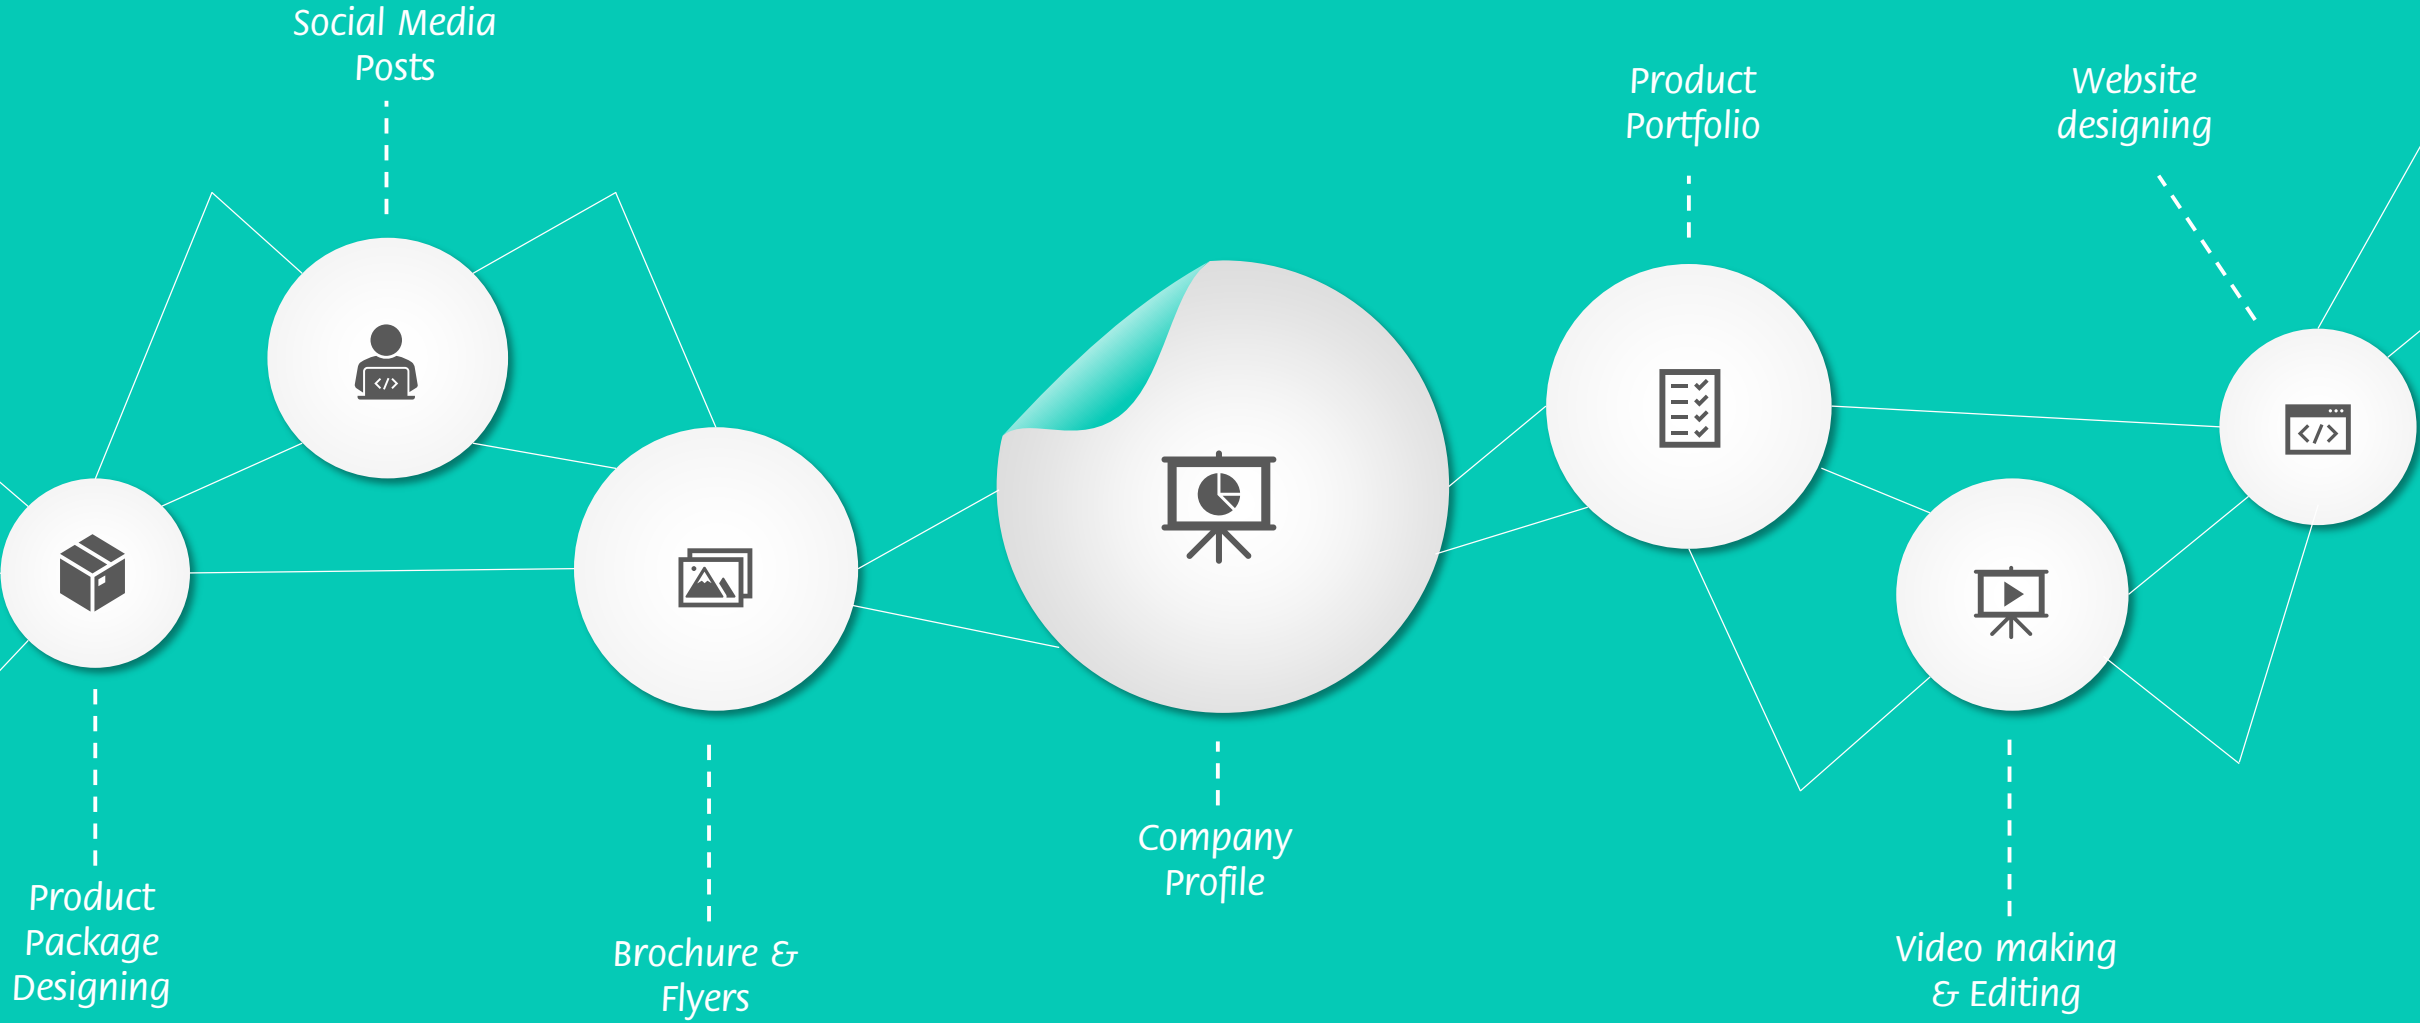 Social Media
Posts
Product
Portfolio
Website
designing
Company
Profile
Product
Package
Designing
Brochure &
Flyers
Video making
& Editing